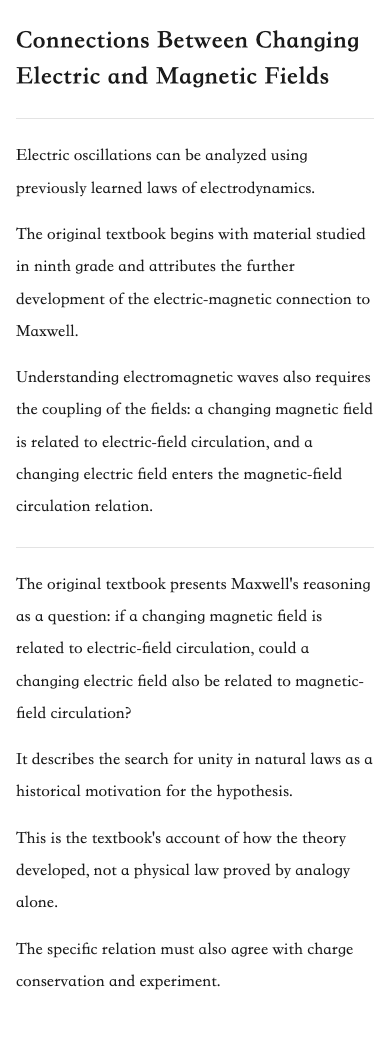 Connections Between Changing
Electric and Magnetic Fields
Electric oscillations can be analyzed using
previously learned laws of electrodynamics.
The original textbook begins with material studied
in ninth grade and attributes the further
development of the electric-magnetic connection to
Maxwell.
Understanding electromagnetic waves also requires
the coupling of the fields: a changing magnetic field
is related to electric-field circulation, and a
changing electric field enters the magnetic-field
circulation relation.
The original textbook presents Maxwell's reasoning
as a question: if a changing magnetic field is
related to electric-field circulation, could a
changing electric field also be related to magnetic-
field circulation?
It describes the search for unity in natural laws as a
historical motivation for the hypothesis.
This is the textbook's account of how the theory
developed, not a physical law proved by analogy
alone.
The specific relation must also agree with charge
conservation and experiment.